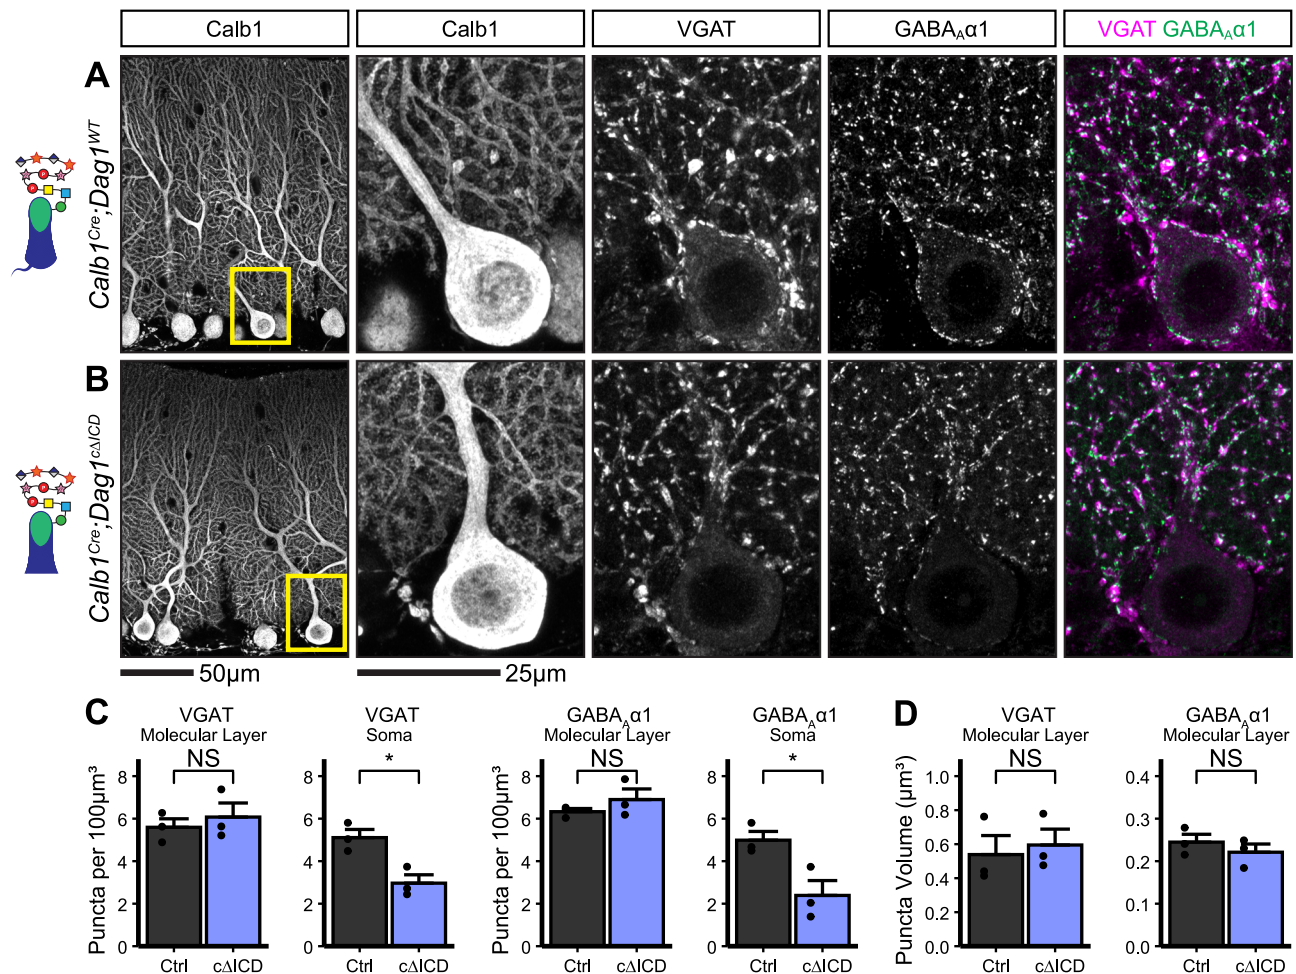 Calb1
Calb1
VGAT
GABAAα1
VGAT GABAAα1
A
Calb1Cre;Dag1WT
P
P
B
Calb1Cre;Dag1cΔICD
P
P
50µm
25µm
C
VGAT
Molecular Layer
NS
Puncta per 100µm³
8
6
4
2
0
Ctrl
cΔICD
VGAT
Soma
*
8
6
4
2
0
Ctrl
cΔICD
GABAAα1
Molecular Layer
NS
Puncta per 100µm³
8
6
4
2
0
Ctrl
cΔICD
GABAAα1
Soma
*
8
6
4
2
0
Ctrl
cΔICD
D
VGAT
Molecular Layer
NS
Puncta Volume (µm³)
1.0
0.8
0.6
0.4
0.2
0.0
Ctrl
cΔICD
GABAAα1
Molecular Layer
NS
0.4
0.3
0.2
0.1
0.0
Ctrl
cΔICD